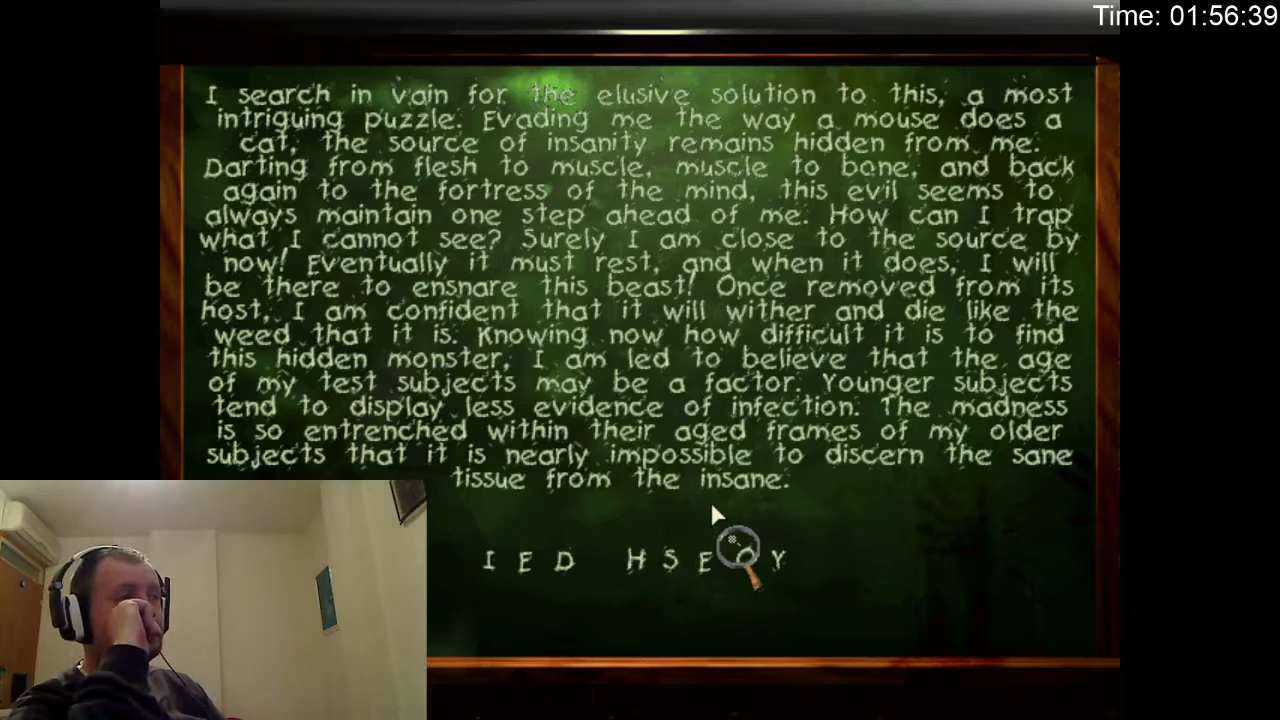 Time: 01:56:39
I search in vain for the elusive solution to this, a most
intriguing puzzle. Evading me the way a mouse does a
cat, the source of insanity remains hidden from me.
Darting from flesh to muscle, muscle to bone, and back
again to the fortress of the mind, this evil seems to
always maintain one step ahead of me. How can I trap
what I cannot see? Surely I am close to the source by
now! Eventually it must rest, and when it does, I will
be there to ensnare this beast! Once removed from its
host, I am confident that it will wither and die like the
weed that it is. Knowing now how difficult it is to find
this hidden monster, I am led to believe that the age
of my test subjects may be a factor. Younger subjects
tend to display less evidence of infection. The madness
is so entrenched within their aged frames of my older
subjects that it is nearly impossible to discern the sane
tissue from the insane.
I E D H S E Y